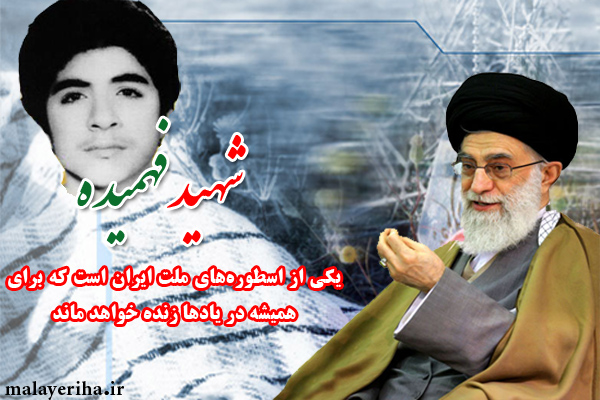 شهید فهمیده
یکی از اسطوره‌های ملت ایران است که برای
همیشه در یادها زنده خواهد ماند
malayeriha.ir